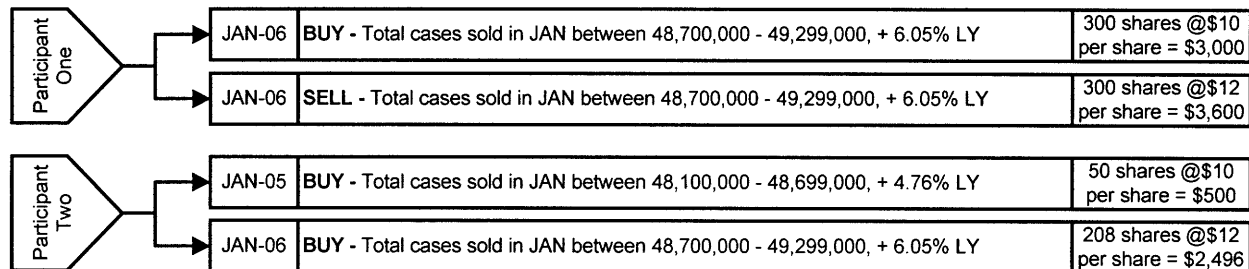 Participant
One
JAN-06 BUY - Total cases sold in JAN between 48,700,000 - 49,299,000, + 6.05% LY
300 shares @$10
per share = $3,000
JAN-06 SELL - Total cases sold in JAN between 48,700,000 - 49,299,000, + 6.05% LY
300 shares @$12
per share = $3,600
Participant
Two
JAN-05 BUY - Total cases sold in JAN between 48,100,000 - 48,699,000, + 4.76% LY
50 shares @$10
per share = $500
JAN-06 BUY - Total cases sold in JAN between 48,700,000 - 49,299,000, + 6.05% LY
208 shares @$12
per share = $2,496